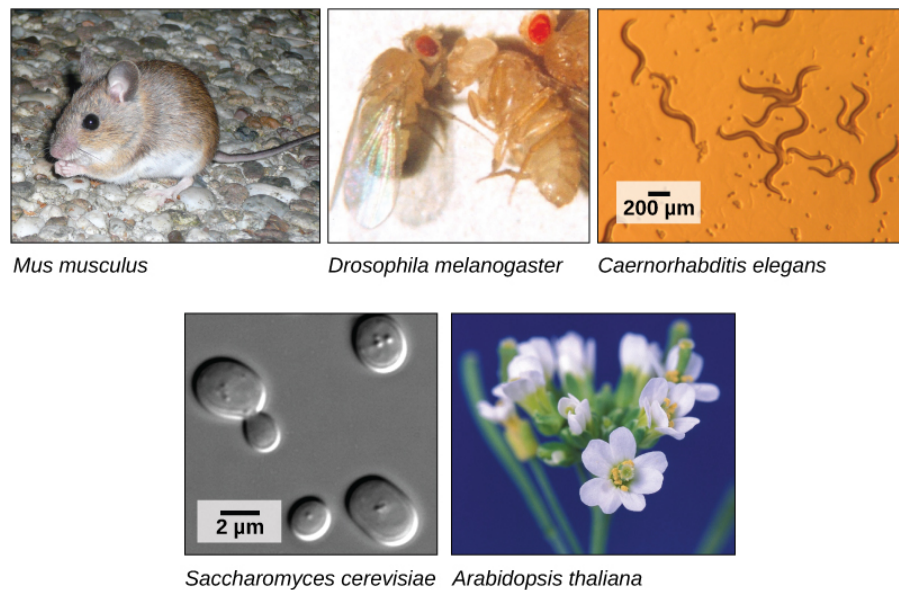 200 µm
Mus musculus
Drosophila melanogaster
Caernorhabditis elegans
2 µm
Saccharomyces cerevisiae
Arabidopsis thaliana